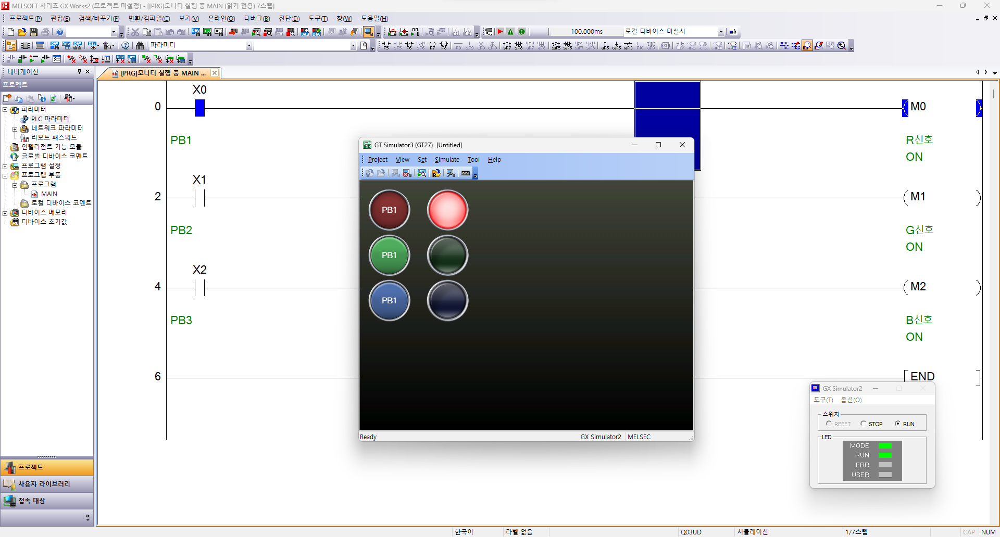 MELSOFT 시리즈 GX Works2 (프로젝트 미설정) - [[PRG]모니터 실행 중 MAIN (읽기 전용) 7스텝]
프로젝트(P) 편집(E) 검색/바꾸기(F) 변환/컴파일(C) 보기(V) 온라인(O) 디버그(B) 진단(D) 도구(T) 창(W) 도움말(H)
100.000ms 로컬 디바이스 미실시
파라미터
내비게이션
[PRG]모니터 실행 중 MAIN ...
프로젝트
파라미터
PLC 파라미터
네트워크 파라미터
리모트 패스워드
인텔리전트 기능 모듈
글로벌 디바이스 코멘트
프로그램 설정
프로그램 부품
프로그램
MAIN
로컬 디바이스 코멘트
디바이스 메모리
디바이스 초기값
프로젝트
사용자 라이브러리
접속 대상
X0
0
M0
PB1
R신호
ON
X1
2
M1
PB2
G신호
ON
X2
4
M2
PB3
B신호
ON
6
END
GT Simulator3 (GT27) [Untitled]
Project View Set Simulate Tool Help
PB1
PB1
PB1
Ready
GX Simulator2
MELSEC
GX Simulator2
도구(T) 옵션(O)
스위치
RESET STOP RUN
LED
MODE
RUN
ERR.
USER
한국어 라벨 없음 Q03UD 시뮬레이션 1/7스텝 CAP NUM